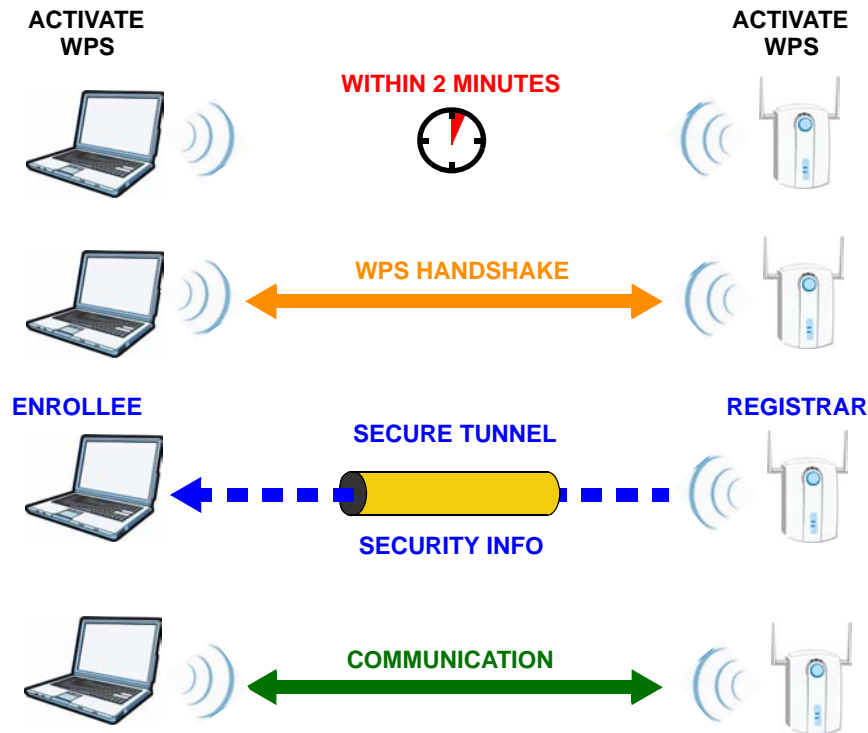 ACTIVATE
WPS
ACTIVATE
WPS
WITHIN 2 MINUTES
WPS HANDSHAKE
ENROLLEE
REGISTRAR
SECURE TUNNEL
SECURITY INFO
COMMUNICATION